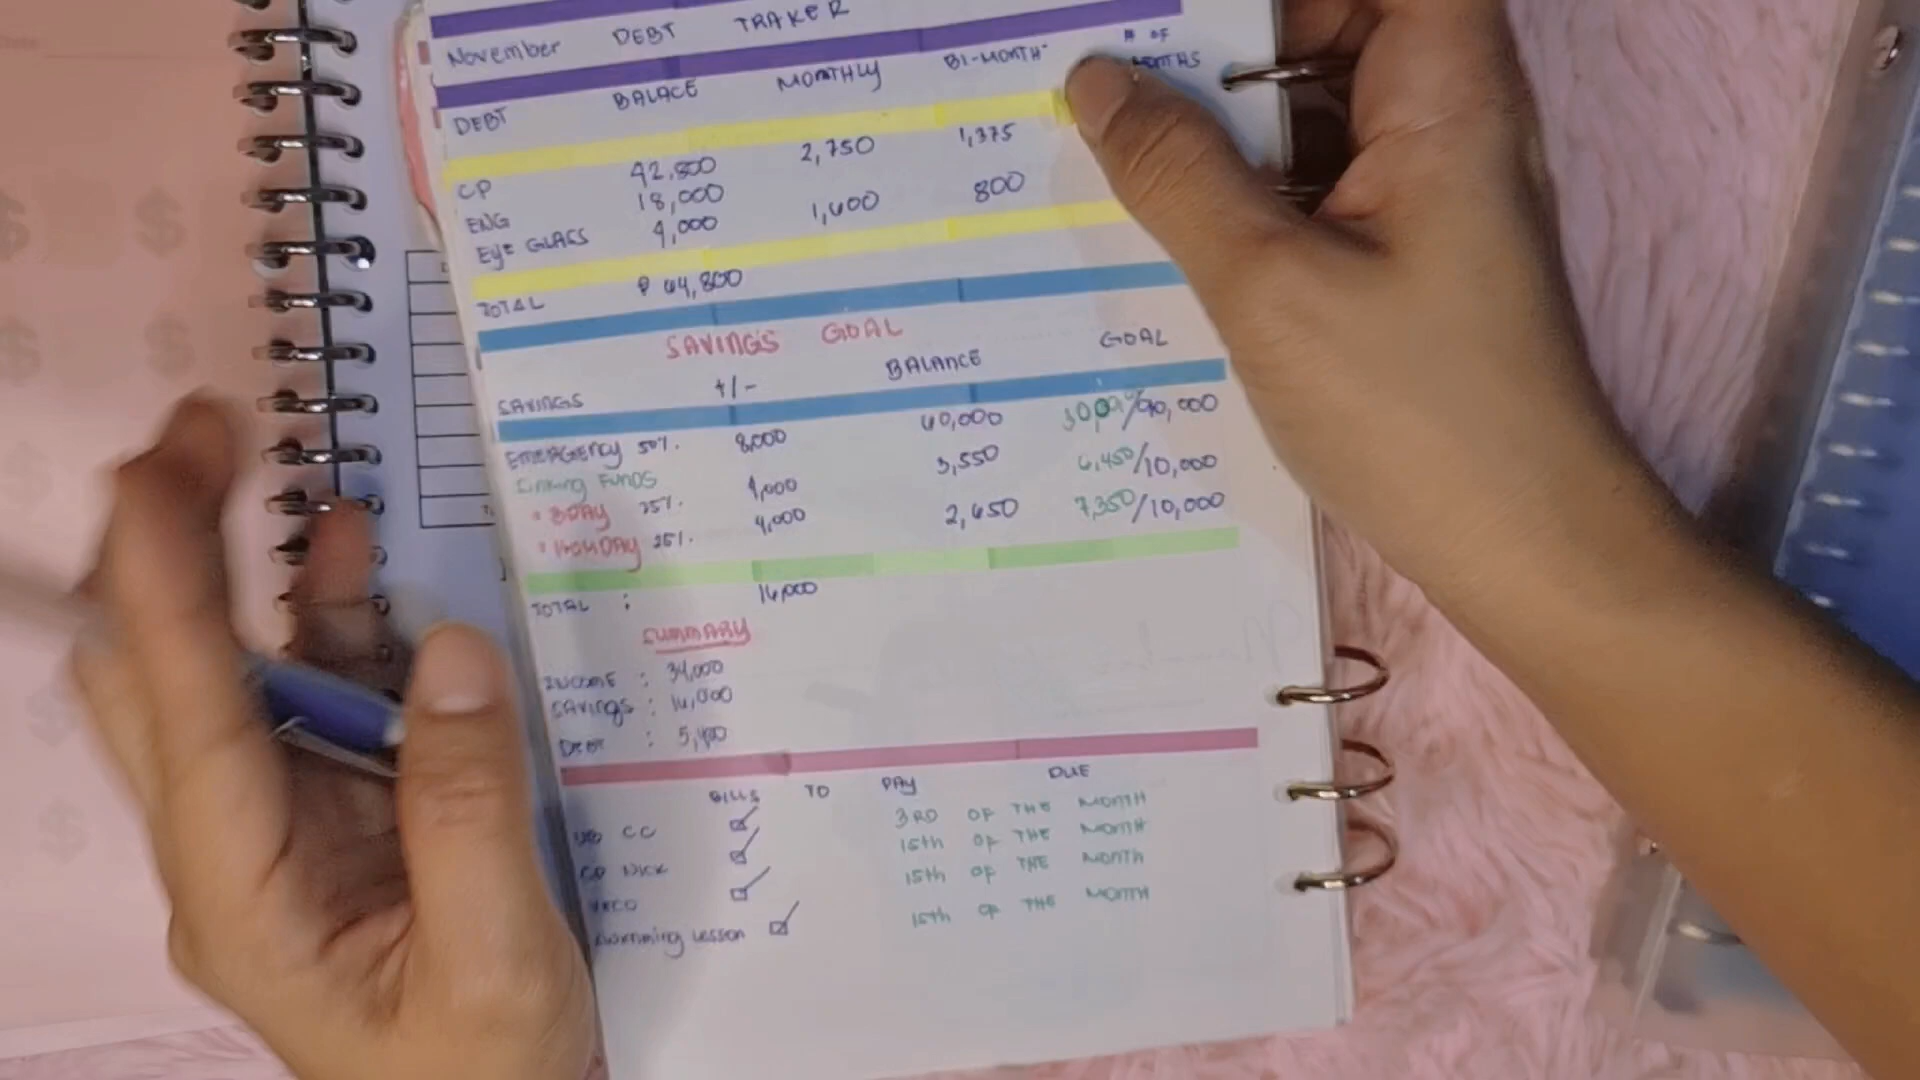 November DEBT TRAKER
DEBT BALACE MONTHLY BI-MONTH # OF
CP 42,800 2,750 1,375
ENG 18,000
EYE GLASS 4,000 1,600 800
TOTAL ₱ 64,800
SAVINGS GOAL
SAVINGS +/- BALANCE GOAL
EMERGENCY 50%. 8,000 60,000 /90,000
Sinking FUNDS
• BDAY 25%. 4,000 3,550 6,450/10,000
• HOLIDAY 25%. 4,000 2,650 7,350/10,000
TOTAL : 16,000
SUMMARY
INCOME : 34,000
SAVINGS : 16,000
DEBT : 5,400
BILLS TO PAY DUE
CC 3RD OF THE MONTH
15th OF THE MONTH
15th OF THE MONTH
Swimming Lesson 15th OF THE MONTH